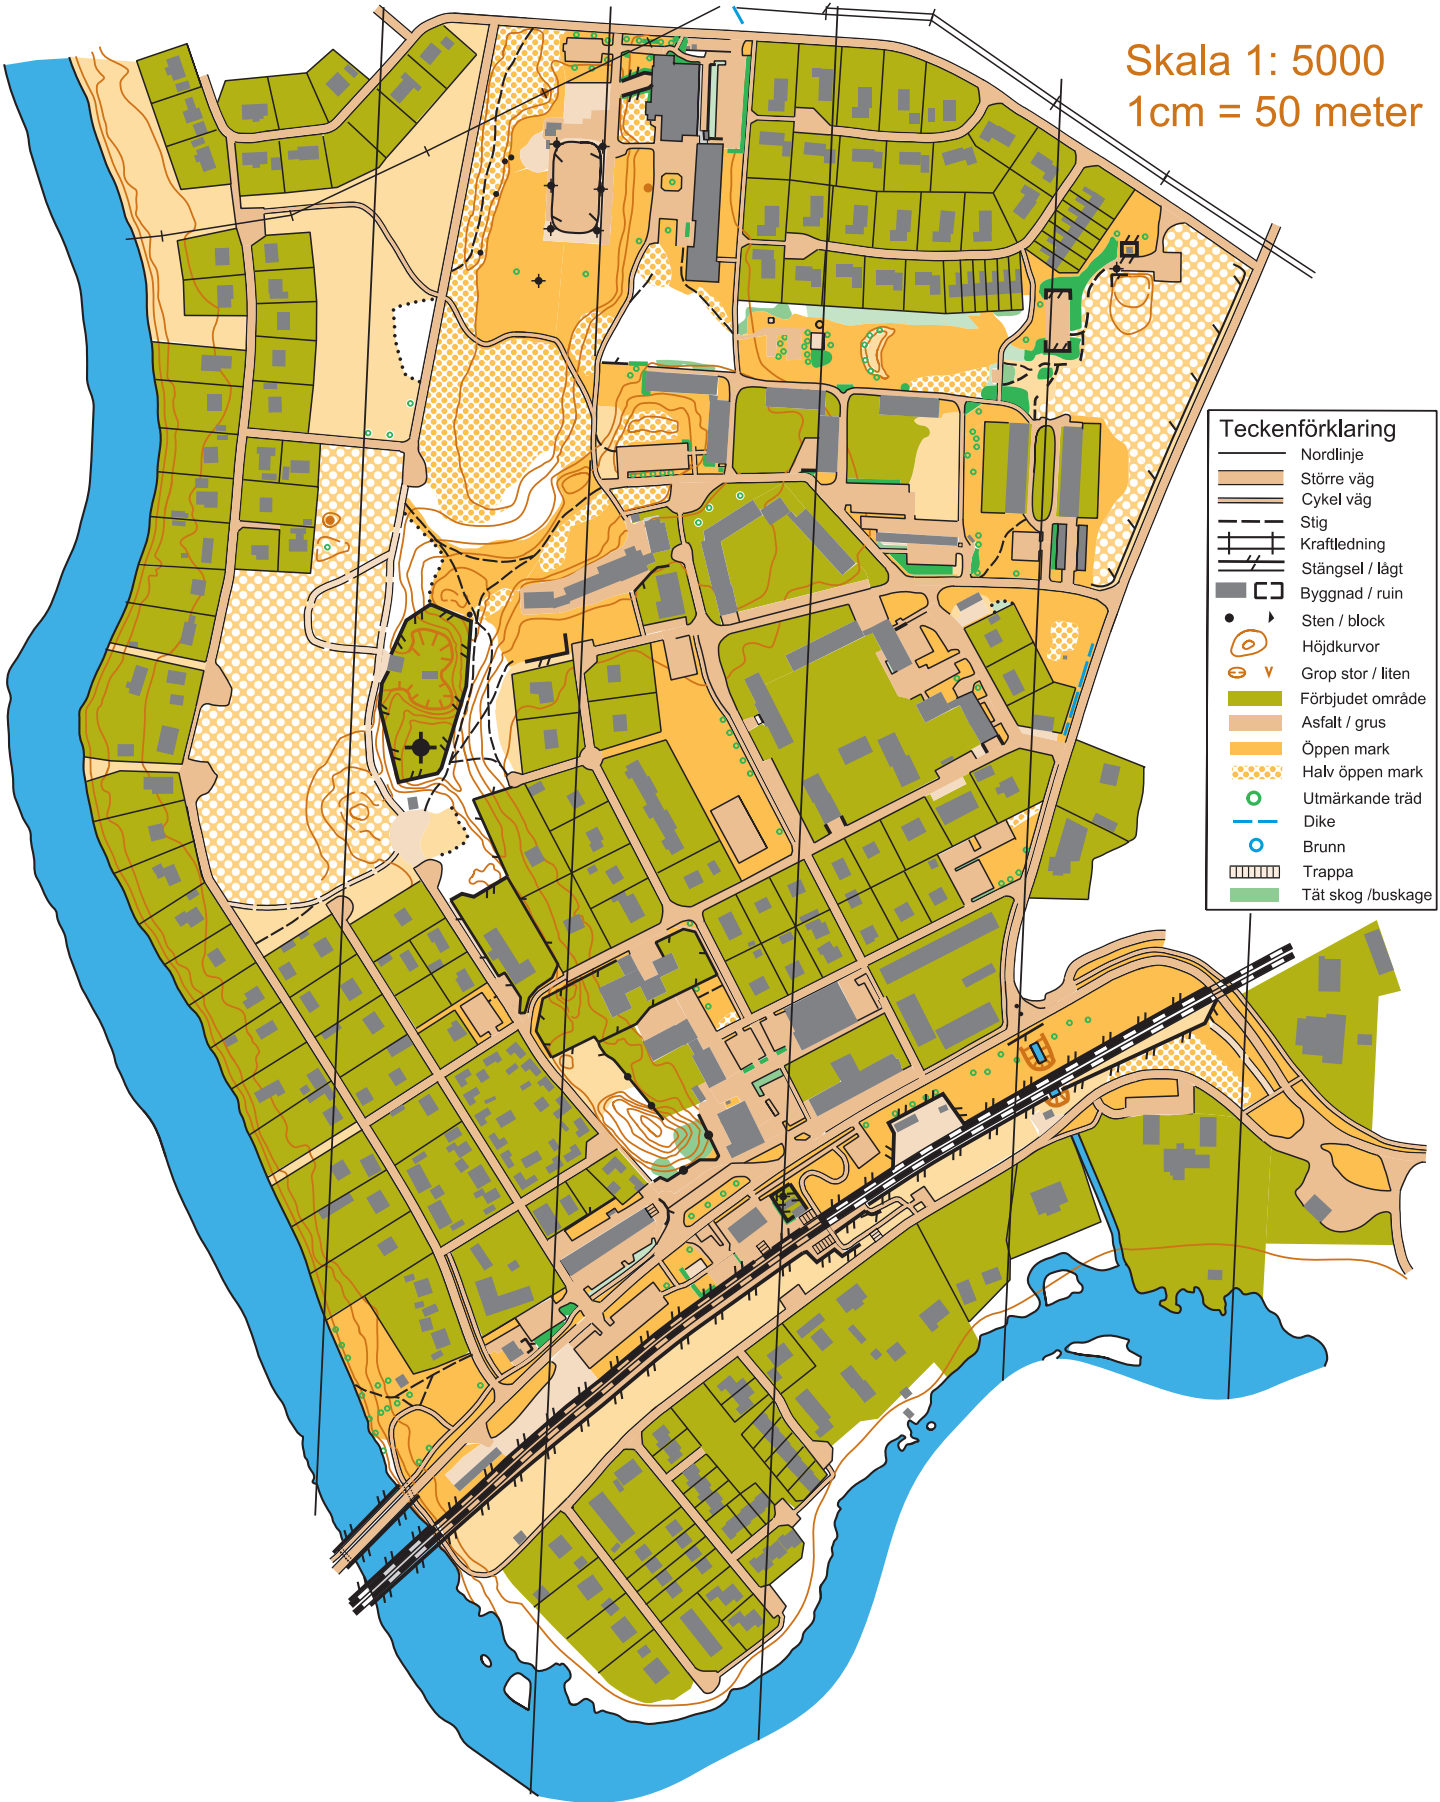 Skala 1: 5000
1cm = 50 meter
Teckenförklaring
Nordlinje
Större väg
Cykel väg
Stig
Kraftledning
Stängsel / lågt
Byggnad / ruin
Sten / block
Höjdkurvor
Grop stor / liten
Förbjudet område
Asfalt / grus
Öppen mark
Halv öppen mark
Utmärkande träd
Dike
Brunn
Trappa
Tät skog /buskage